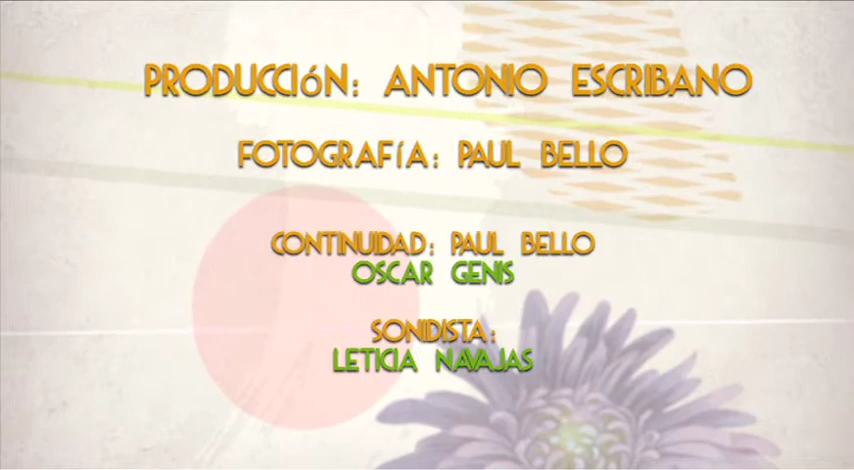 PRODUCCIÓN: ANTONIO ESCRIBANO
FOTOGRAFÍA: PAUL BELLO
CONTINUIDAD: PAUL BELLO
OSCAR GENIS
SONIDISTA:
LETICIA NAVAJAS